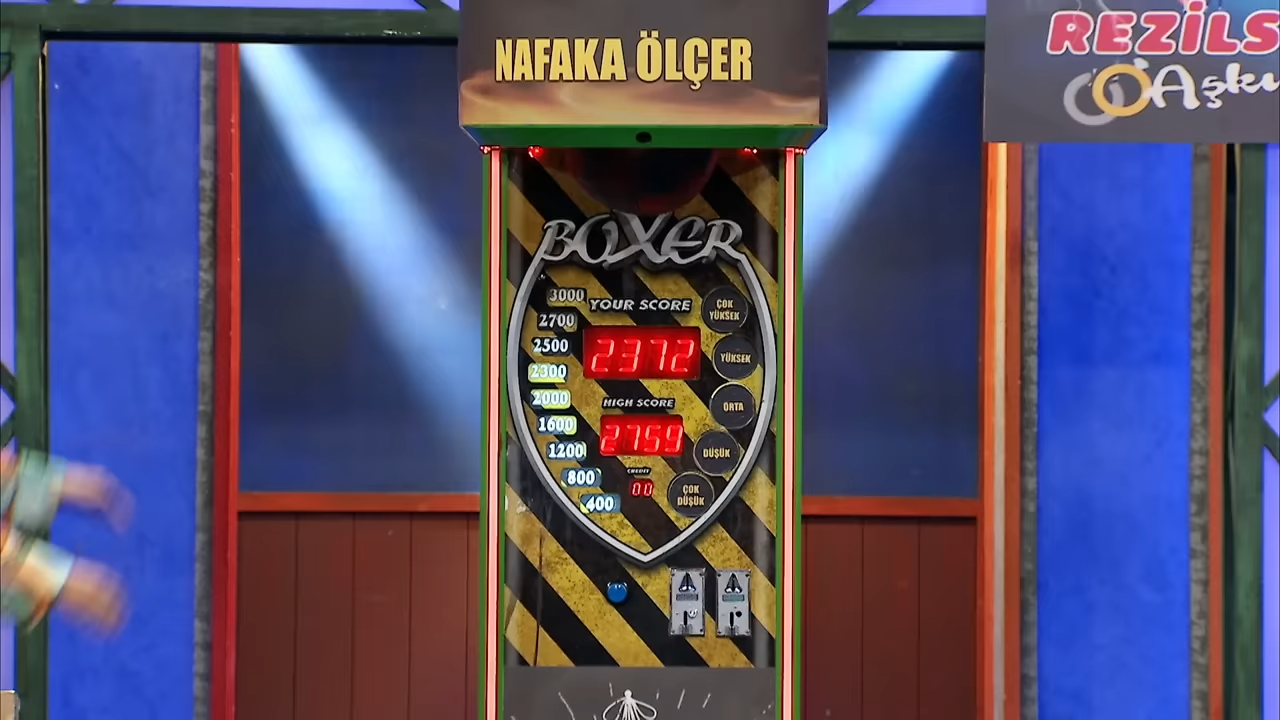 NAFAKA ÖLÇER
REZİLS
Aşkı
BOXER
3000
2700
2500
2300
2000
1600
1200
800
400
YOUR SCORE
2372
HIGH SCORE
2759
CREDIT
00
ÇOK
YÜKSEK
YÜKSEK
ORTA
DÜŞÜK
ÇOK
DÜŞÜK